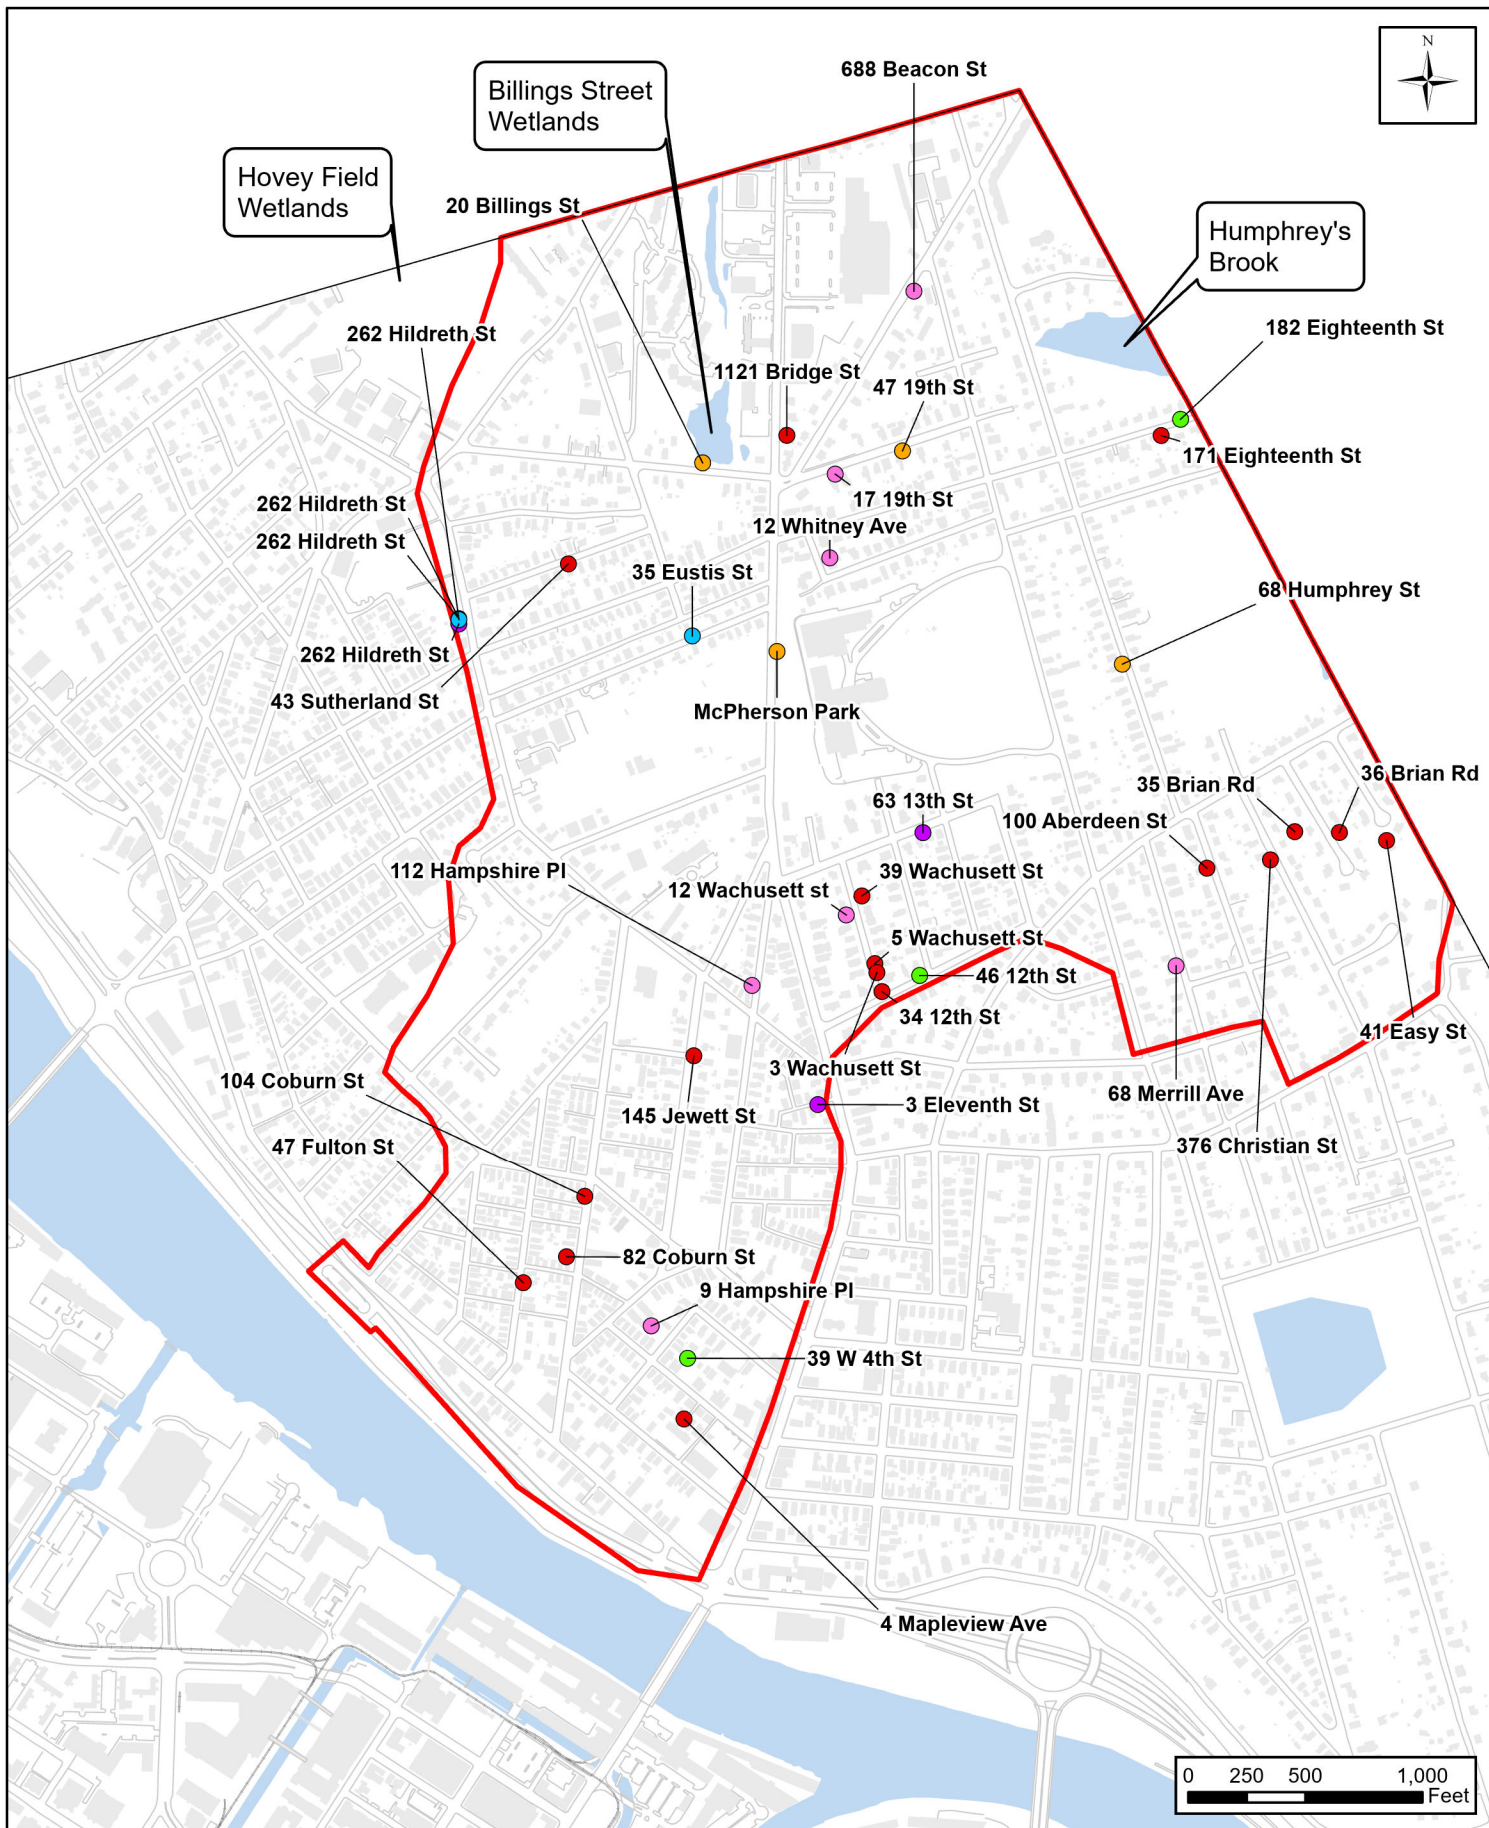 N
688 Beacon St
Billings Street
Wetlands
Hovey Field
Wetlands
20 Billings St
Humphrey's
Brook
262 Hildreth St
182 Eighteenth St
1121 Bridge St
47 19th St
171 Eighteenth St
17 19th St
262 Hildreth St
12 Whitney Ave
262 Hildreth St
35 Eustis St
68 Humphrey St
262 Hildreth St
43 Sutherland St
McPherson Park
36 Brian Rd
35 Brian Rd
63 13th St
100 Aberdeen St
112 Hampshire Pl
39 Wachusett St
12 Wachusett st
5 Wachusett St
46 12th St
34 12th St
41 Easy St
3 Wachusett St
104 Coburn St
68 Merrill Ave
3 Eleventh St
145 Jewett St
47 Fulton St
376 Christian St
82 Coburn St
9 Hampshire Pl
39 W 4th St
4 Mapleview Ave
0 250 500 1,000
Feet